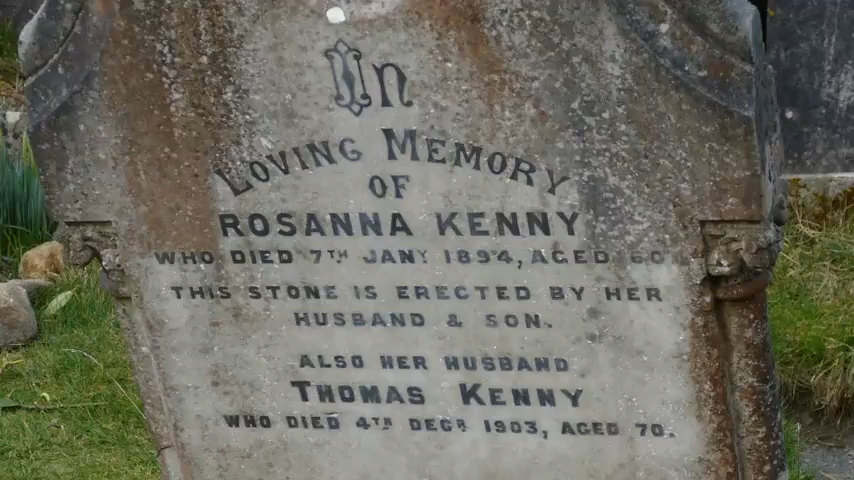 In
LOVING MEMORY
OF
ROSANNA KENNY
WHO DIED 7TH JANY 1894, AGED 60.
THIS STONE IS ERECTED BY HER
HUSBAND & SON.
ALSO HER HUSBAND
THOMAS KENNY
WHO DIED 4TH DECR 1903, AGED 70.